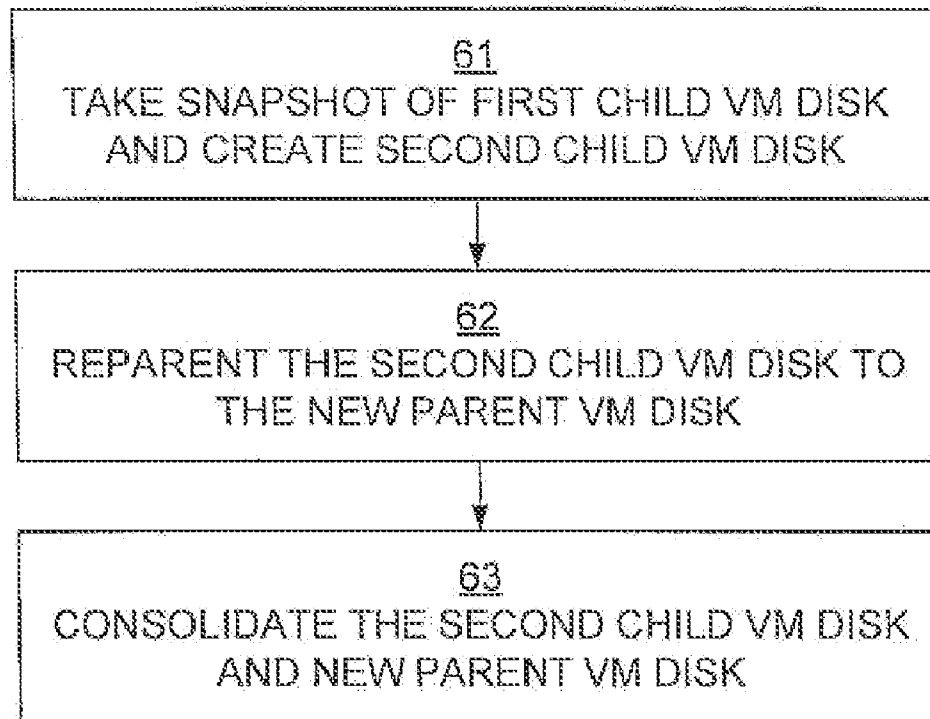 61
TAKE SNAPSHOT OF FIRST CHILD VM DISK
AND CREATE SECOND CHILD VM DISK
62
REPARENT THE SECOND CHILD VM DISK TO
THE NEW PARENT VM DISK
63
CONSOLIDATE THE SECOND CHILD VM DISK
AND NEW PARENT VM DISK